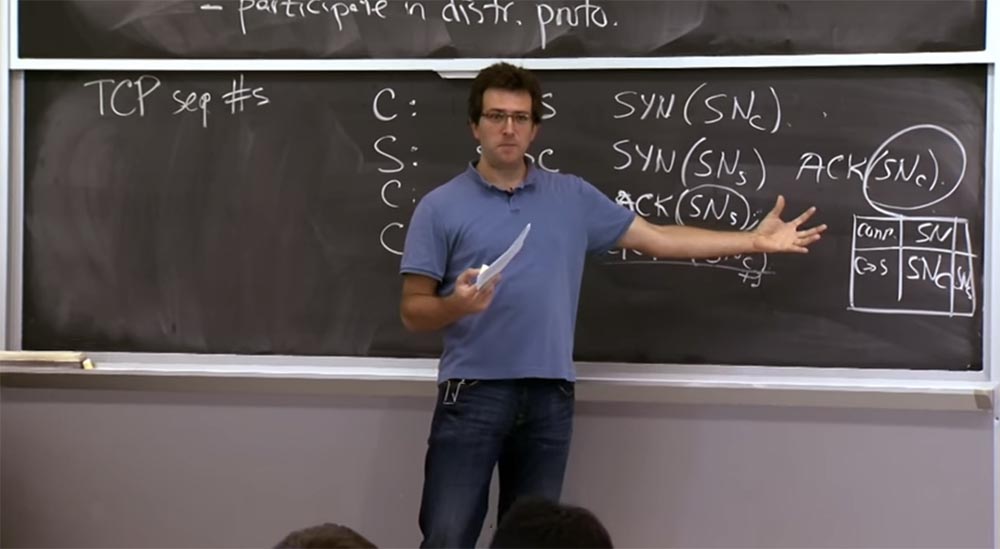 – participate in distr. proto.
TCP seq #s
C: S SYN(SNc).
S: C SYN(SNs) ACK(SNc).
C: ACK(SNs)
C
conn. SN
C→S SNc SNs